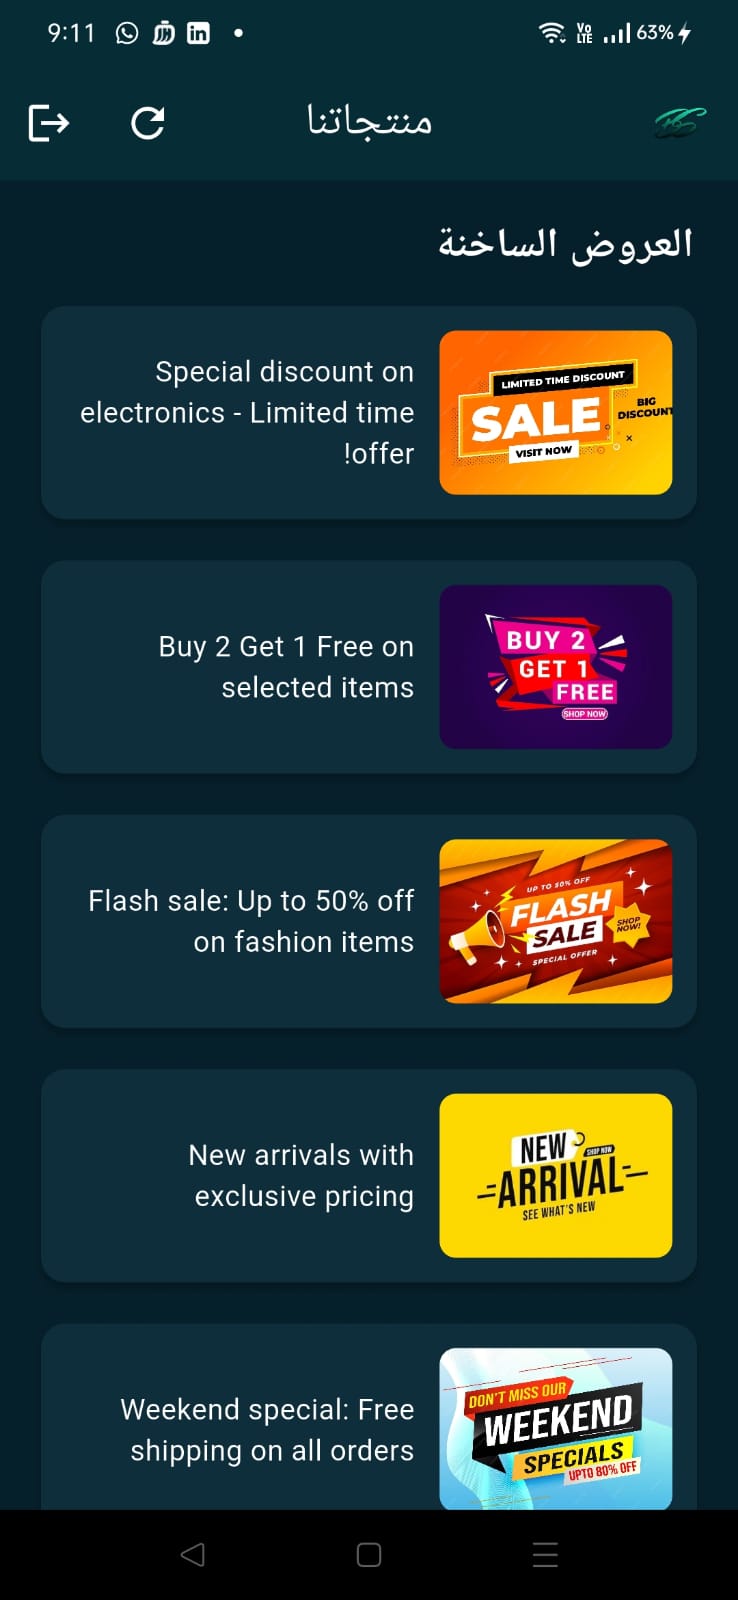 9:11
Vo
LTE
63%
منتجاتنا
العروض الساخنة
Special discount on
electronics - Limited time
!offer
LIMITED TIME DISCOUNT
SALE
BIG
DISCOUNT
VISIT NOW
Buy 2 Get 1 Free on
selected items
BUY 2
GET 1
FREE
SHOP NOW
Flash sale: Up to 50% off
on fashion items
UP TO 50% OFF
FLASH
SALE
SHOP
NOW!
SPECIAL OFFER
New arrivals with
exclusive pricing
NEW
SHOP NOW
ARRIVAL
SEE WHAT'S NEW
Weekend special: Free
shipping on all orders
DON'T MISS OUR
WEEKEND
SPECIALS
UPTO 80% OFF